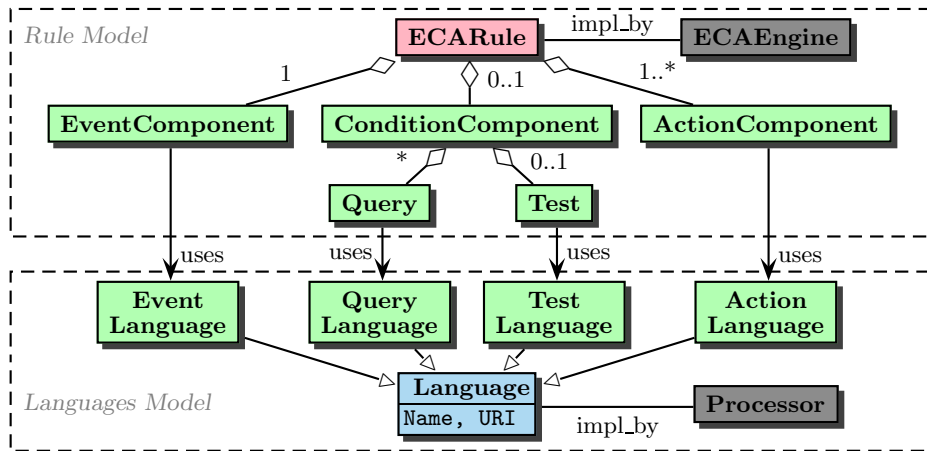 Rule Model
ECARule
impl_by
ECAEngine
1
0..1
1..*
EventComponent
ConditionComponent
ActionComponent
*
0..1
Query
Test
uses
uses
uses
uses
Event
Language
Query
Language
Test
Language
Action
Language
Languages Model
Language
Name, URI
impl_by
Processor